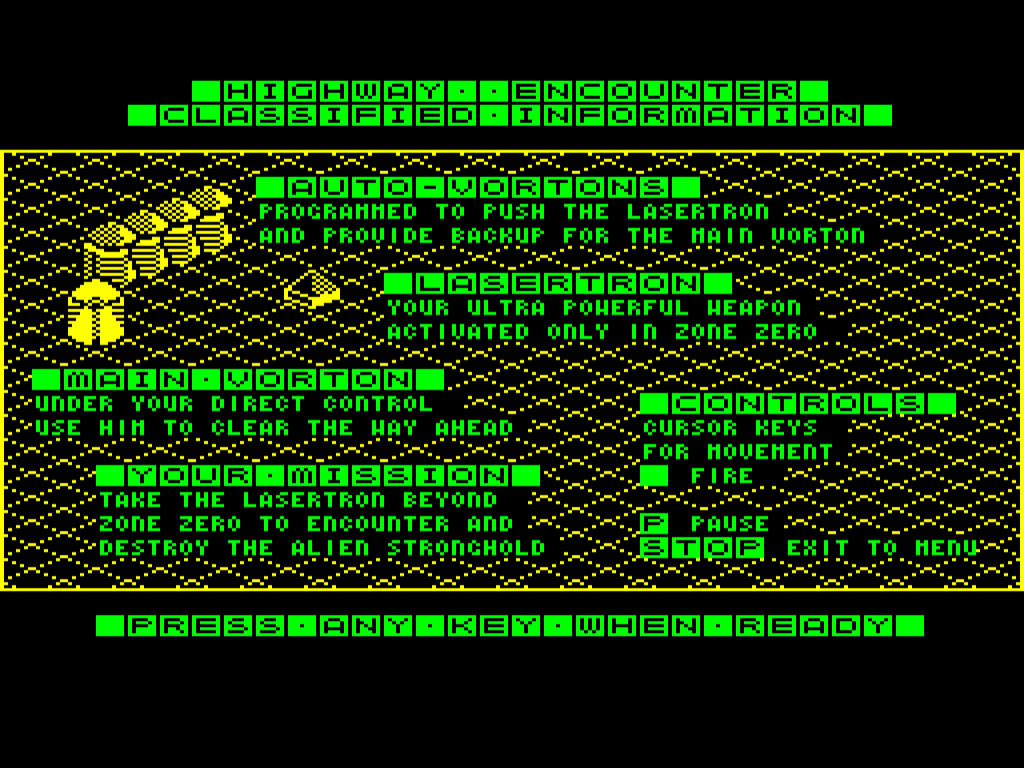 HIGHWAY··ENCOUNTER
CLASSIFIED·INFORMATION
AUTO-VORTONS
PROGRAMMED TO PUSH THE LASERTRON
AND PROVIDE BACKUP FOR THE MAIN VORTON
LASERTRON
YOUR ULTRA POWERFUL WEAPON
ACTIVATED ONLY IN ZONE ZERO
MAIN·VORTON
UNDER YOUR DIRECT CONTROL
USE HIM TO CLEAR THE WAY AHEAD
YOUR·MISSION
TAKE THE LASERTRON BEYOND
ZONE ZERO TO ENCOUNTER AND
DESTROY THE ALIEN STRONGHOLD
CONTROLS
CURSOR KEYS
FOR MOVEMENT
FIRE
P PAUSE
STOP EXIT TO MENU
PRESS·ANY·KEY·WHEN·READY